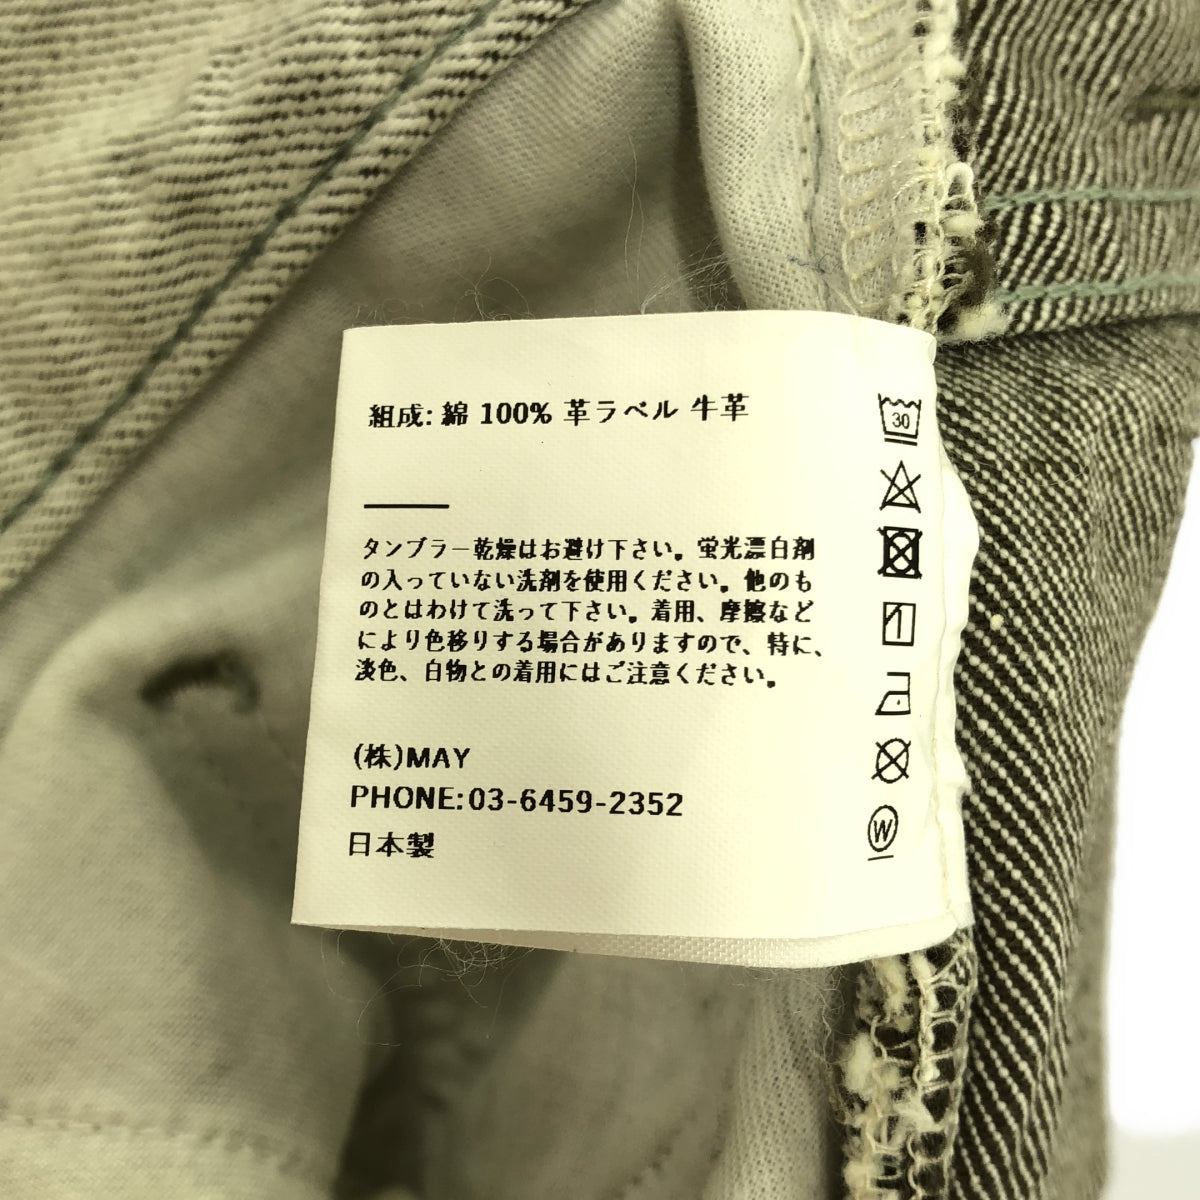 組成: 綿 100% 革ラベル 牛革
タンブラー乾燥はお避け下さい。蛍光漂白剤
の入っていない洗剤を使用ください。他のも
のとはわけて洗って下さい。着用、摩擦など
により色移りする場合がありますので、特に、
淡色、白物との着用にはご注意ください。
(株)MAY
PHONE:03-6459-2352
日本製
30
W